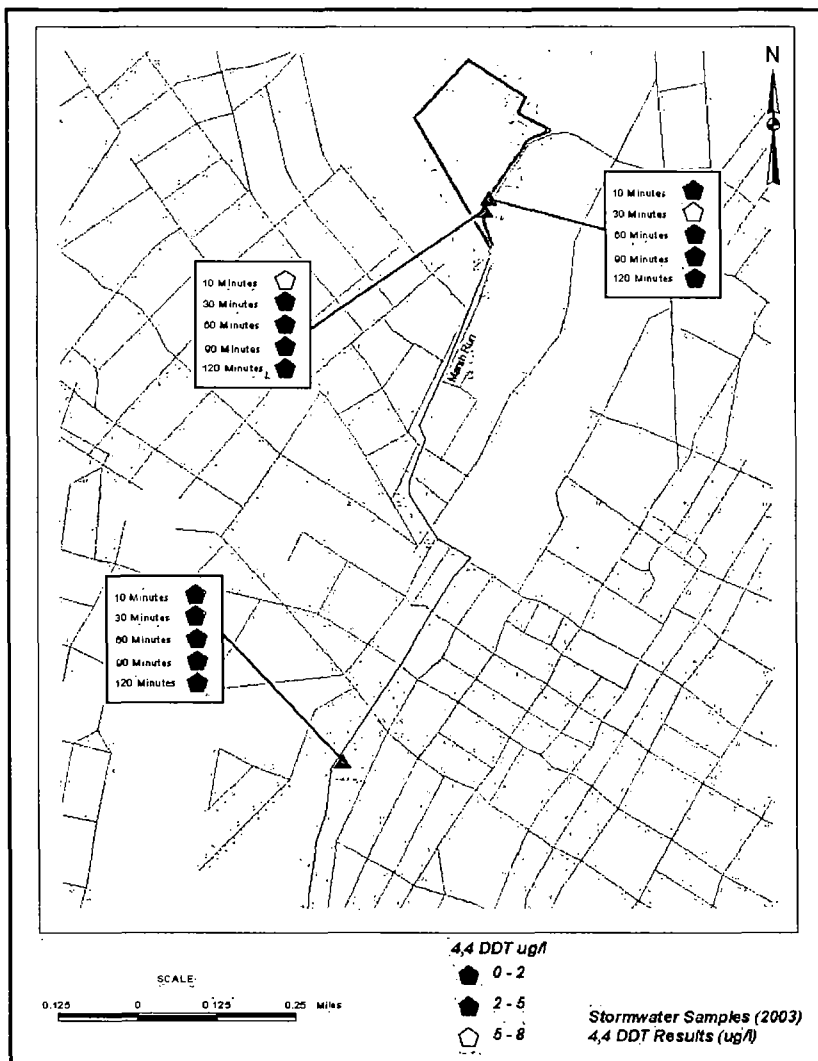 N
10 Minutes
30 Minutes
60 Minutes
90 Minutes
120 Minutes
10 Minutes
30 Minutes
60 Minutes
90 Minutes
120 Minutes
Marsh Run
10 Minutes
30 Minutes
60 Minutes
90 Minutes
120 Minutes
4,4 DDT ug/l
0 - 2
2 - 5
5 - 8
SCALE
0.125 0 0.125 0.25 Miles
Stormwater Samples (2003)
4,4 DDT Results (ug/l)